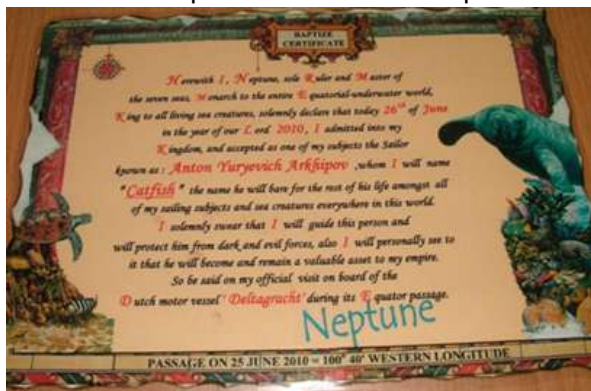 BAPTIZE
CERTIFICATE
Herewith I, Neptune, sole Ruler and Master of
the seven seas, Monarch to the entire Equatorial-underwater world,
King to all living sea creatures, solemnly declare that today 26th of June
in the year of our Lord 2010, I admitted into my
Kingdom, and accepted as one of my subjects the Sailor
known as : Anton Yuryevich Arkhipov ,whom I will name
"Catfish" the name he will bare for the rest of his life amongst all
of my sailing subjects and sea creatures everywhere in this world.
I solemnly swear that I will guide this person and
will protect him from dark and evil forces, also I will personally see to
it that he will become and remain a valuable asset to my empire.
So be said on my official visit on board of the
Dutch motor vessel 'Deltagracht' during its Equator passage.
Neptune
PASSAGE ON 25 JUNE 2010 = 100° 40' WESTERN LONGITUDE